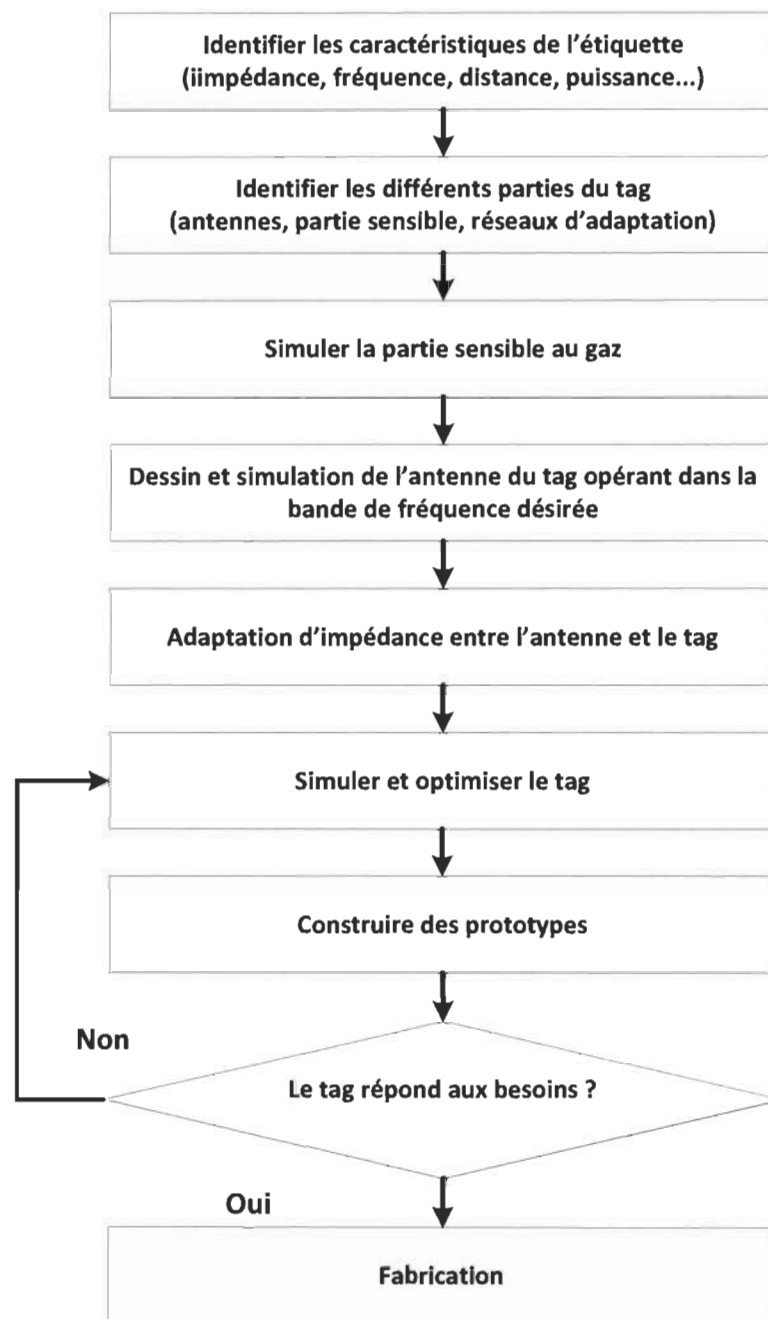 Identifier les caractéristiques de l'étiquette
(iimpédance, fréquence, distance, puissance...)
Identifier les différents parties du tag
(antennes, partie sensible, réseaux d'adaptation)
Simuler la partie sensible au gaz
Dessin et simulation de l'antenne du tag opérant dans la
bande de fréquence désirée
Adaptation d'impédance entre l'antenne et le tag
Simuler et optimiser le tag
Construire des prototypes
Non
Le tag répond aux besoins ?
Oui
Fabrication